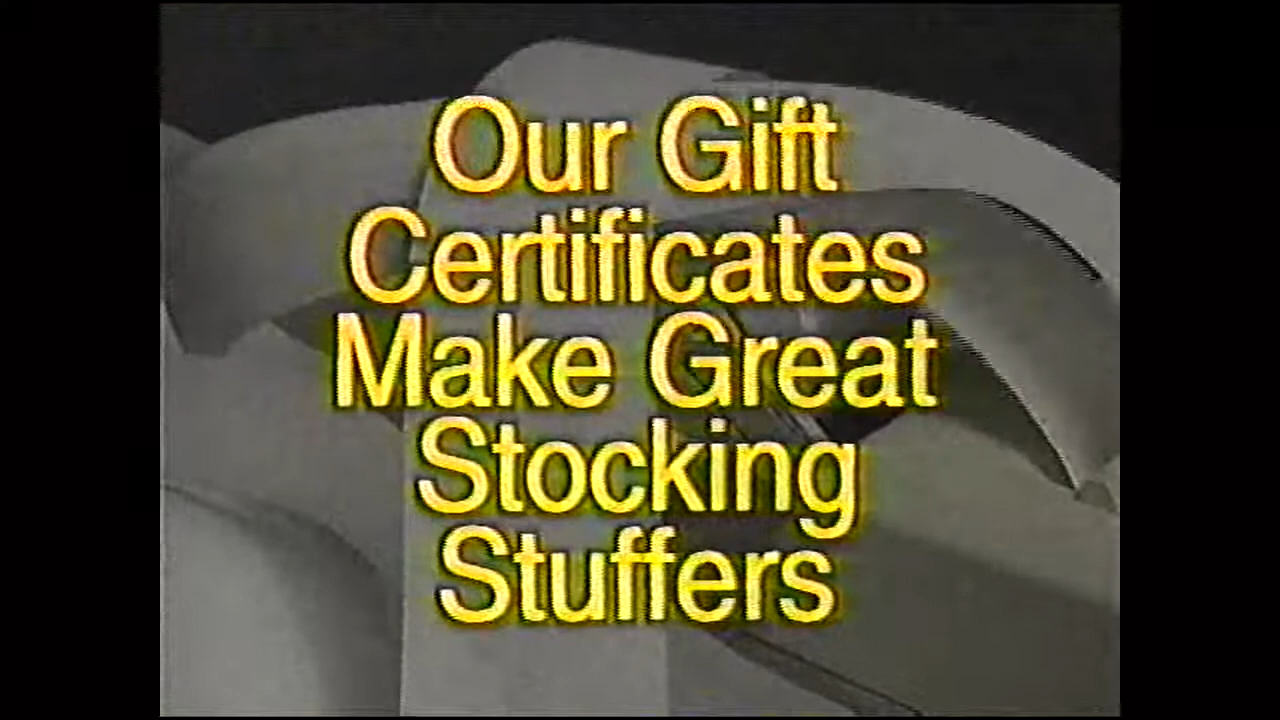 Our Gift
Certificates
Make Great
Stocking
Stuffers